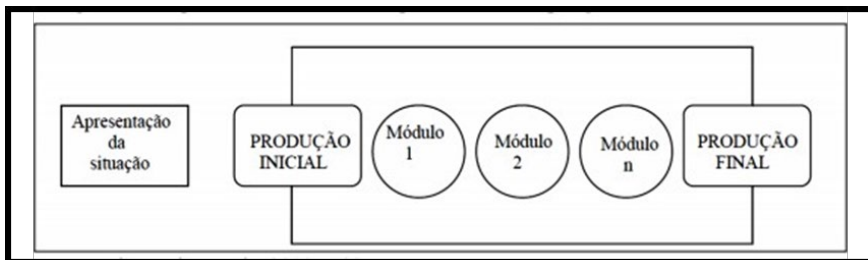 Apresentação
da
situação
PRODUÇÃO
INICIAL
Módulo
1
Módulo
2
Módulo
n
PRODUÇÃO
FINAL